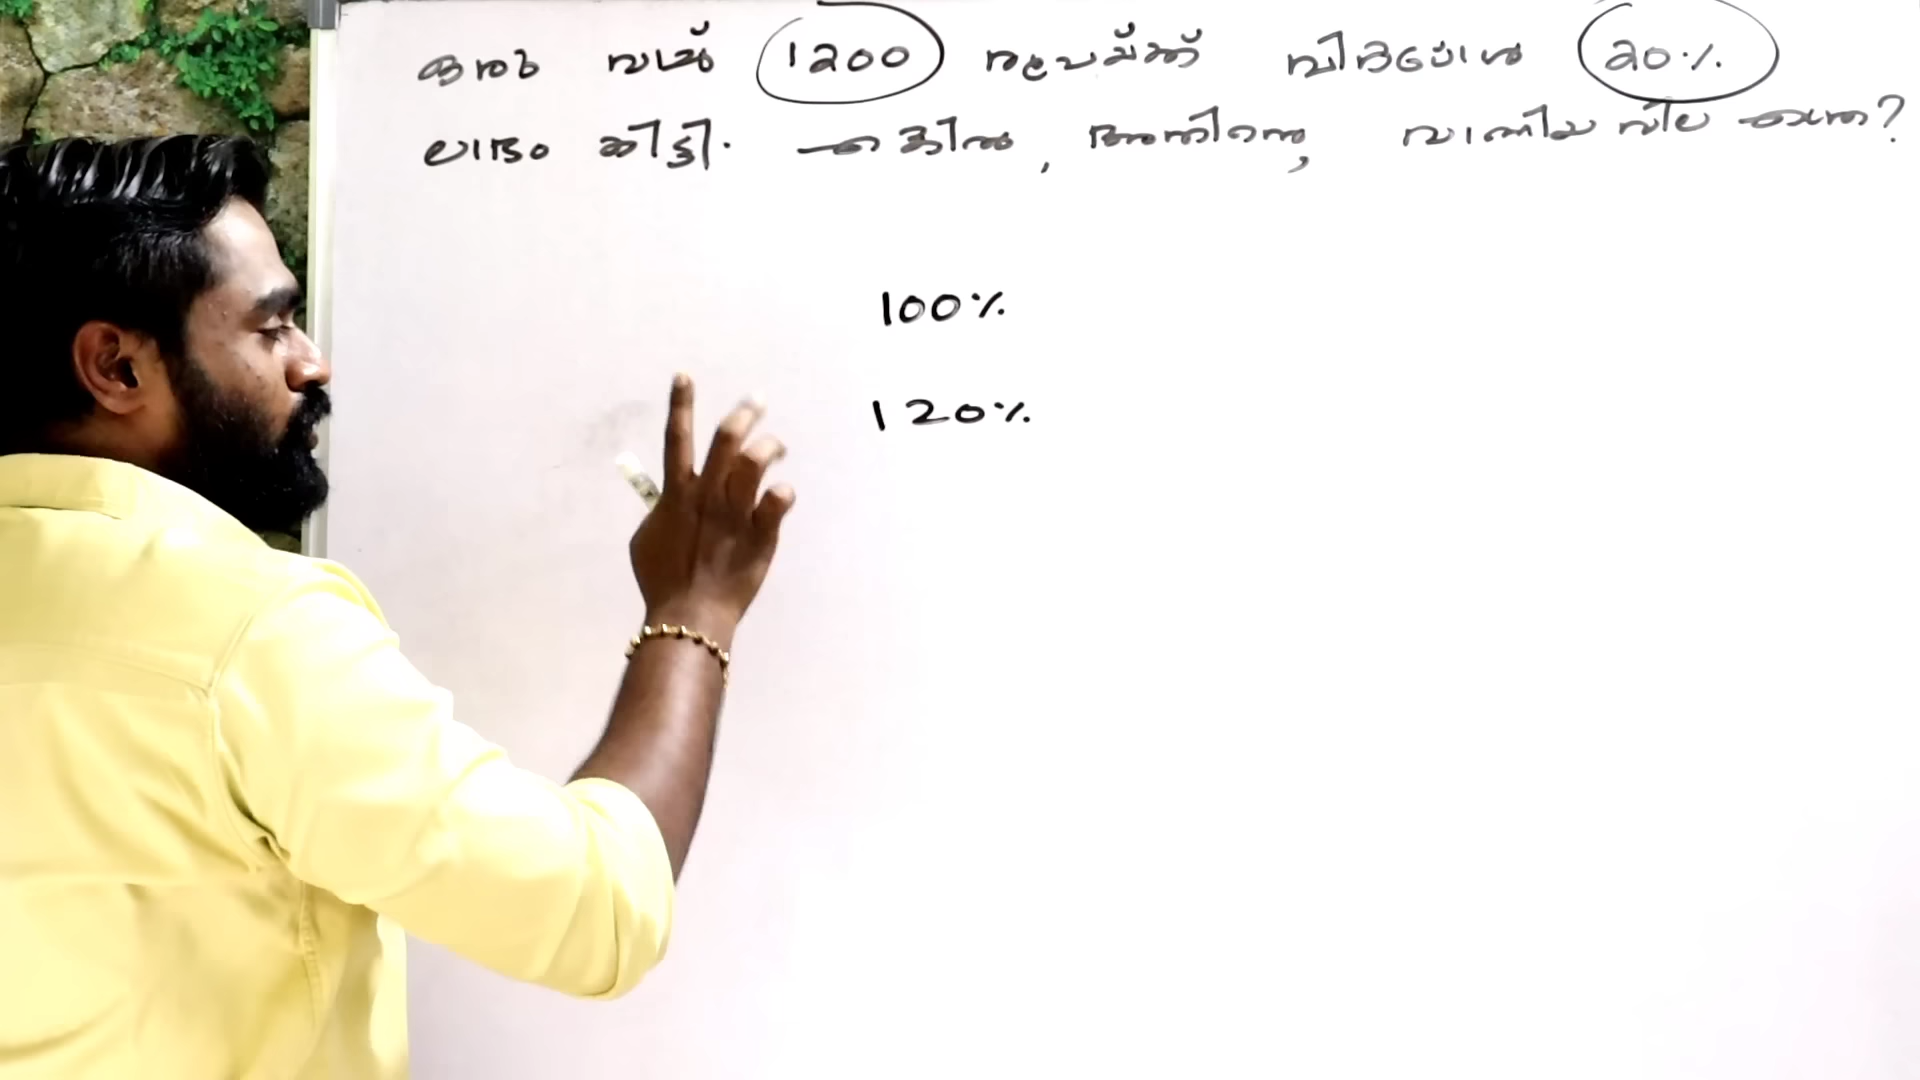 ഒരു വാച്ച് 1200 രൂപയ്ക്ക് വിറ്റപ്പോൾ 20%
ലാഭം കിട്ടി. എങ്കിൽ, അതിന്റെ വാങ്ങിയ വില എത്ര?
100%
120%